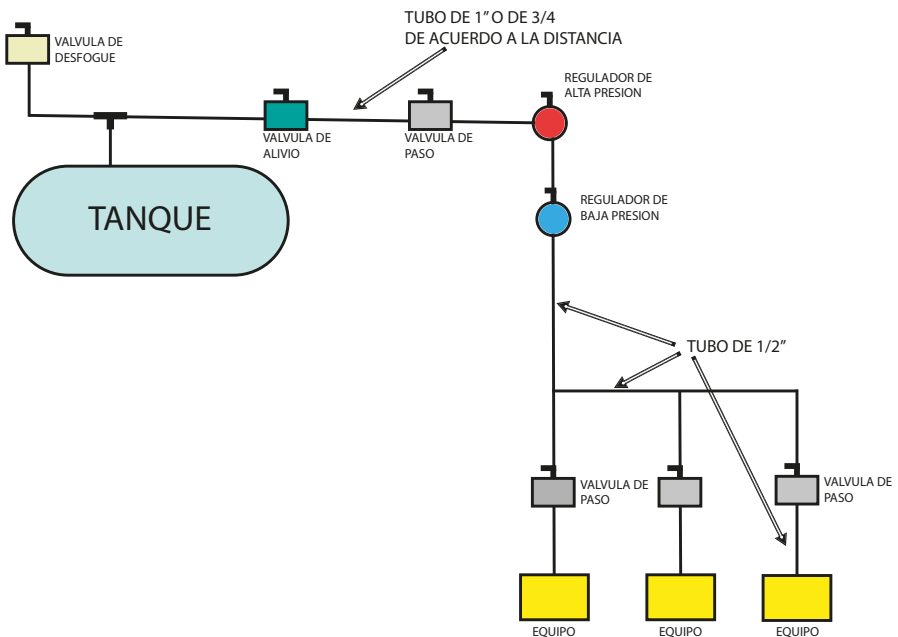 TUBO DE 1” O DE 3/4
DE ACUERDO A LA DISTANCIA
VALVULA DE
DESFOGUE
REGULADOR DE
ALTA PRESION
VALVULA DE
ALIVIO
VALVULA DE
PASO
TANQUE
REGULADOR DE
BAJA PRESION
TUBO DE 1/2”
VALVULA DE
PASO
VALVULA DE
PASO
EQUIPO
EQUIPO
EQUIPO